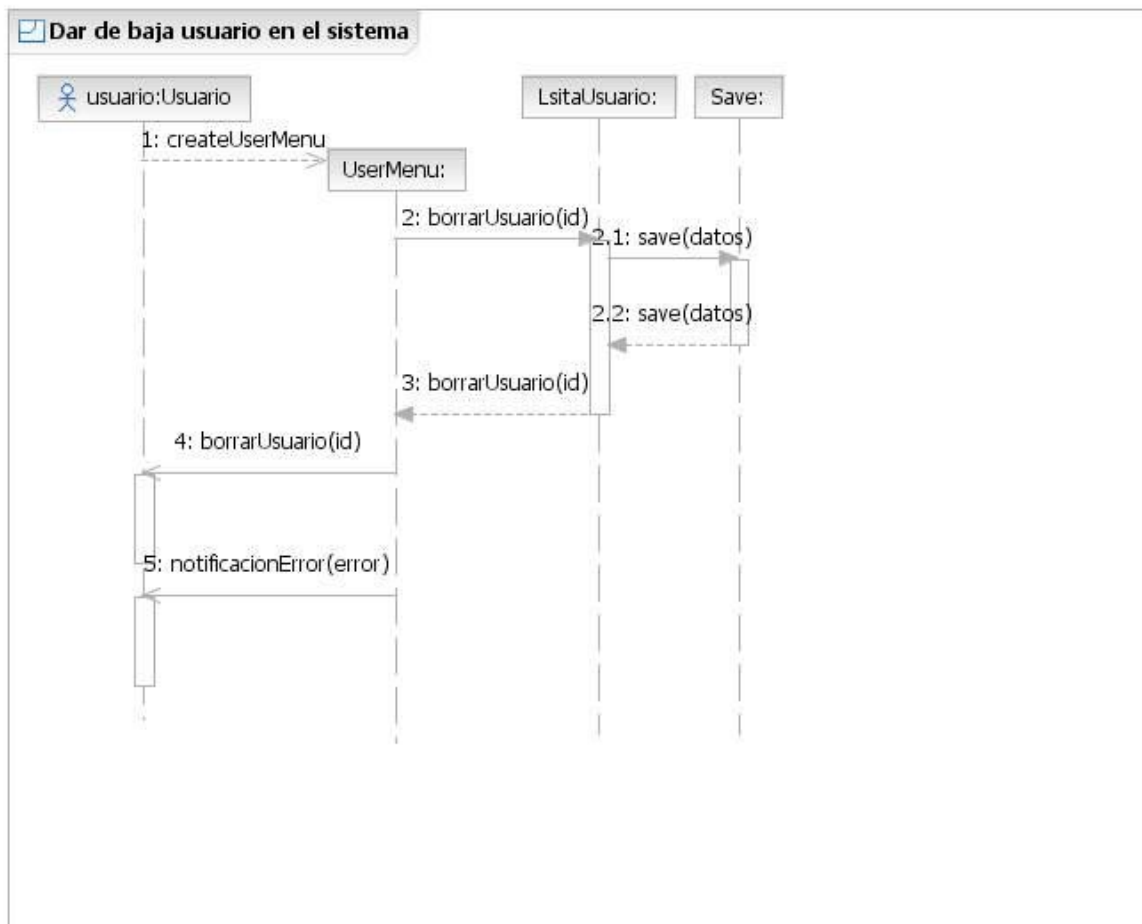 Dar de baja usuario en el sistema
usuario:Usuario
LsitaUsuario:
Save:
1: createUserMenu
UserMenu:
2: borrarUsuario(id)
2.1: save(datos)
2.2: save(datos)
3: borrarUsuario(id)
4: borrarUsuario(id)
5: notificacionError(error)